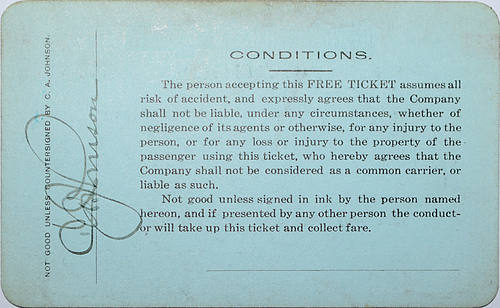 CONDITIONS.
The person accepting this FREE TICKET assumes all
risk of accident, and expressly agrees that the Company
shall not be liable, under any circumstances, whether of
negligence of its agents or otherwise, for any injury to the
person, or for any loss or injury to the property of the
passenger using this ticket, who hereby agrees that the
Company shall not be considered as a common carrier, or
liable as such.
Not good unless signed in ink by the person named
hereon, and if presented by any other person the conduct-
or will take up this ticket and collect fare.
NOT GOOD UNLESS COUNTERSIGNED BY C. A. JOHNSON.
CAJohnson